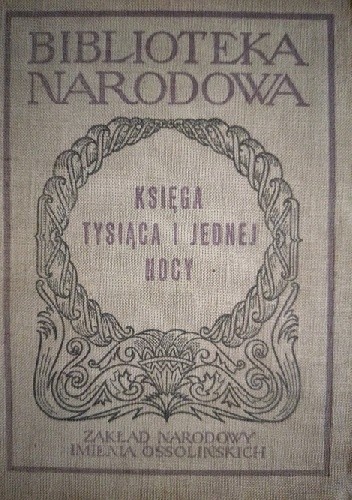 BIBLIOTEKA
NARODOWA
KSIĘGA
TYSIĄCA I JEDNEJ
NOCY
ZAKŁAD NARODOWY
IMIENIA OSSOLIŃSKICH